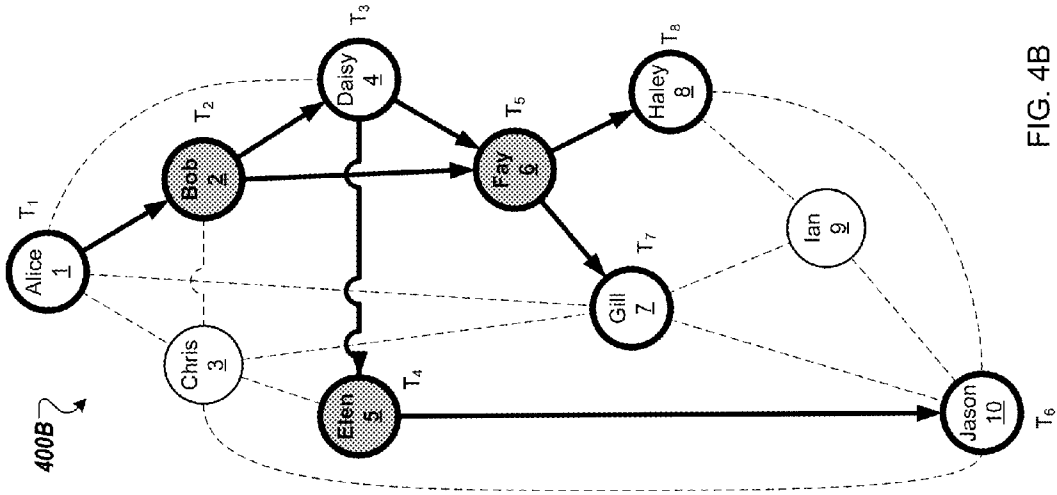 400B
Alice
1
T1
Bob
2
T2
Chris
3
Daisy
4
T3
Elen
5
T4
Fay
6
T5
Gill
7
T7
Haley
8
T8
Ian
9
Jason
10
T6
FIG. 4B